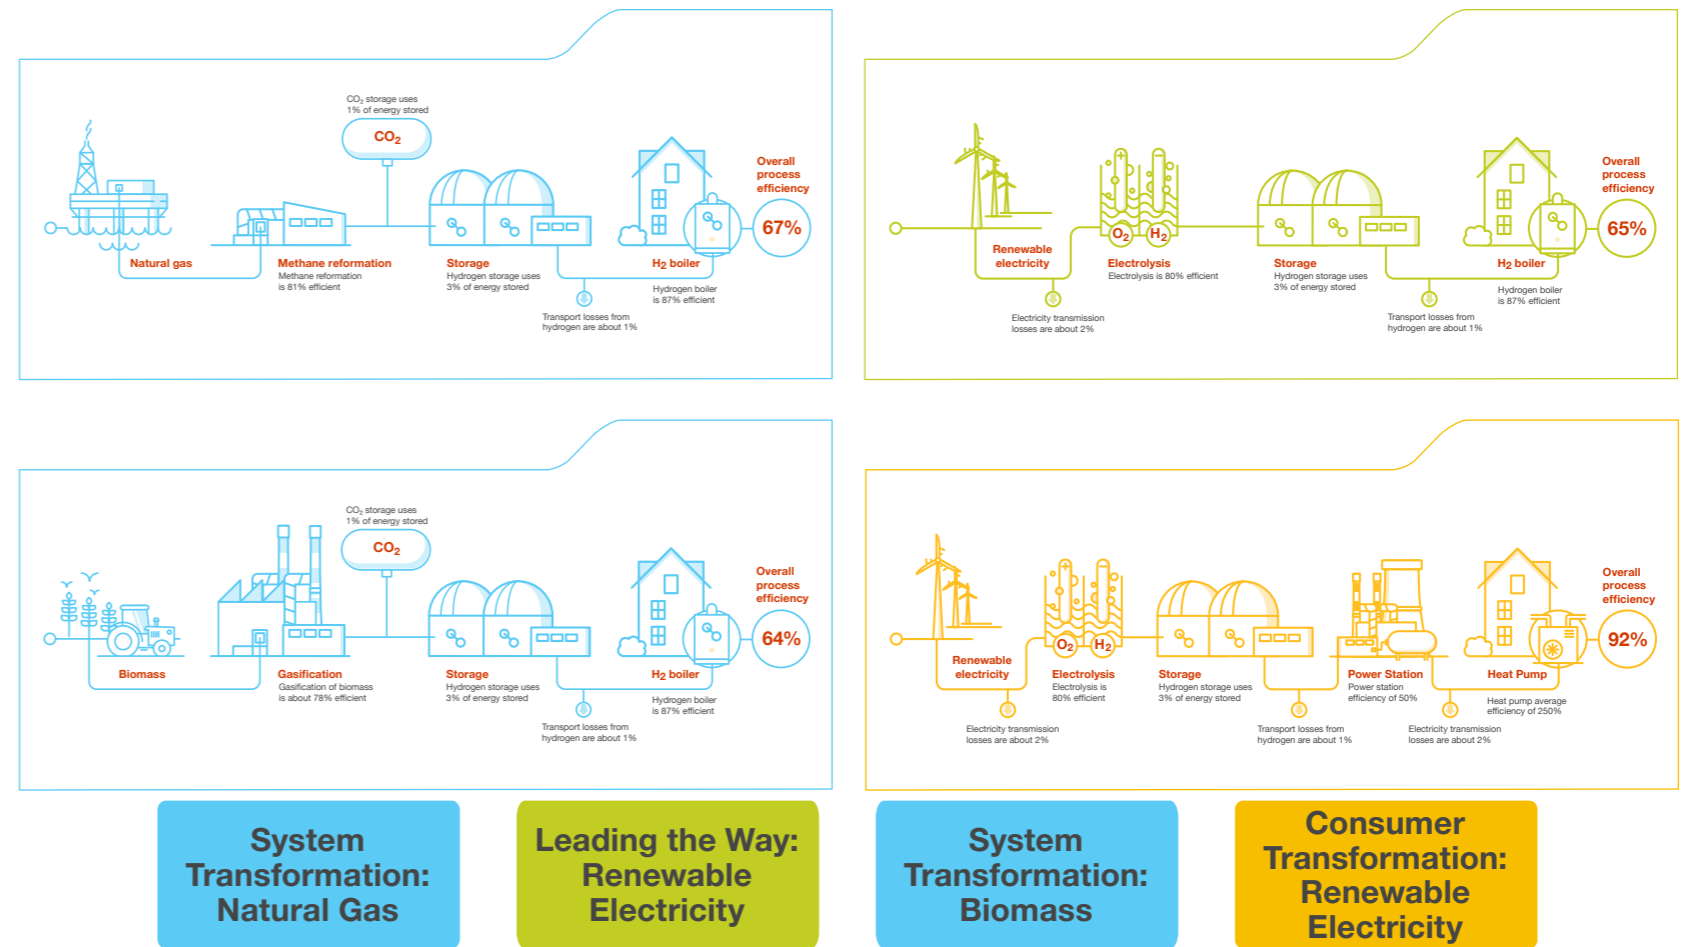 CO₂ storage uses
1% of energy stored
CO₂
Overall
process
efficiency
67%
Natural gas
Methane reformation
Methane reformation
is 81% efficient
Storage
Hydrogen storage uses
3% of energy stored
H₂ boiler
Hydrogen boiler
is 87% efficient
Transport losses from
hydrogen are about 1%
Overall
process
efficiency
65%
O₂
H₂
Renewable
electricity
Electrolysis
Electrolysis is 80% efficient
Storage
Hydrogen storage uses
3% of energy stored
H₂ boiler
Hydrogen boiler
is 87% efficient
Electricity transmission
losses are about 2%
Transport losses from
hydrogen are about 1%
CO₂ storage uses
1% of energy stored
CO₂
Overall
process
efficiency
64%
Biomass
Gasification
Gasification of biomass
is about 78% efficient
Storage
Hydrogen storage uses
3% of energy stored
H₂ boiler
Hydrogen boiler
is 87% efficient
Transport losses from
hydrogen are about 1%
Overall
process
efficiency
92%
O₂
H₂
Renewable
electricity
Electrolysis
Electrolysis is
80% efficient
Storage
Hydrogen storage uses
3% of energy stored
Power Station
Power station
efficiency of 50%
Heat Pump
Heat pump average
efficiency of 250%
Electricity transmission
losses are about 2%
Transport losses from
hydrogen are about 1%
Electricity transmission
losses are about 2%
System
Transformation:
Natural Gas
Leading the Way:
Renewable
Electricity
System
Transformation:
Biomass
Consumer
Transformation:
Renewable
Electricity